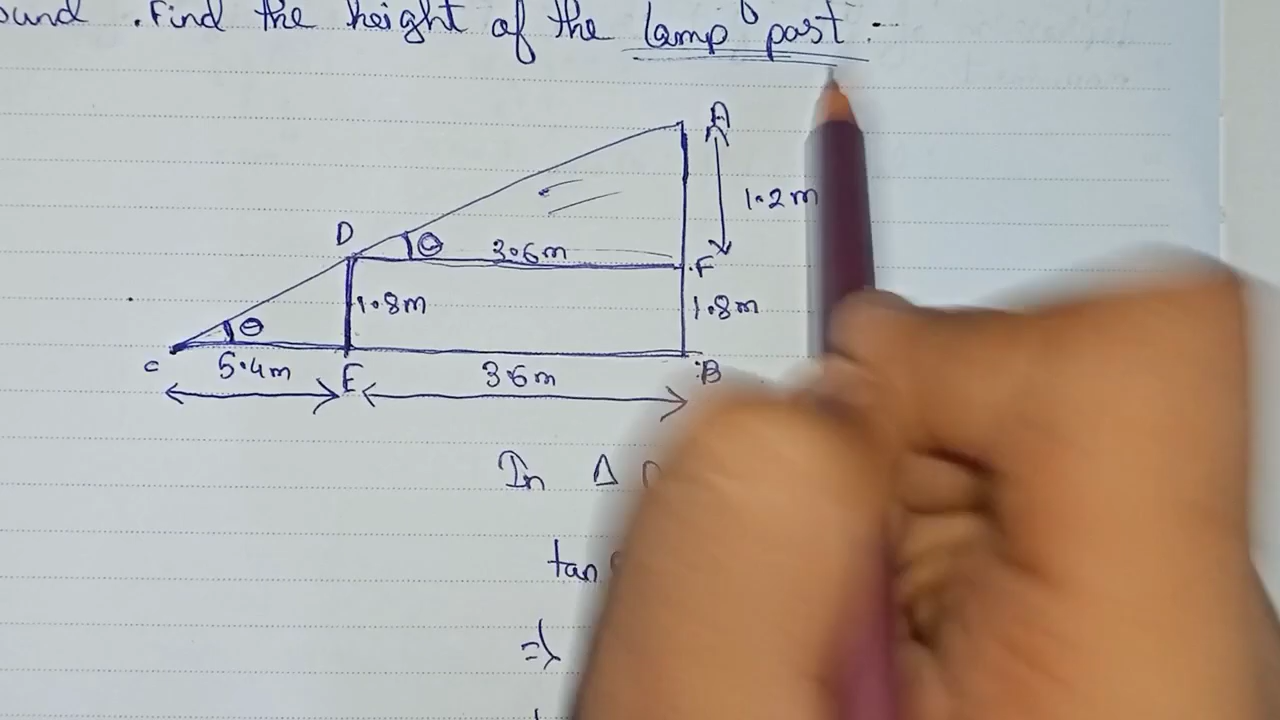 ound . Find the height of the lamp post :-
A
1.2m
D
θ
3.6m
F
1.8m
1.8m
θ
C
5.4m
E
3.6m
B
In Δ
tan
=>